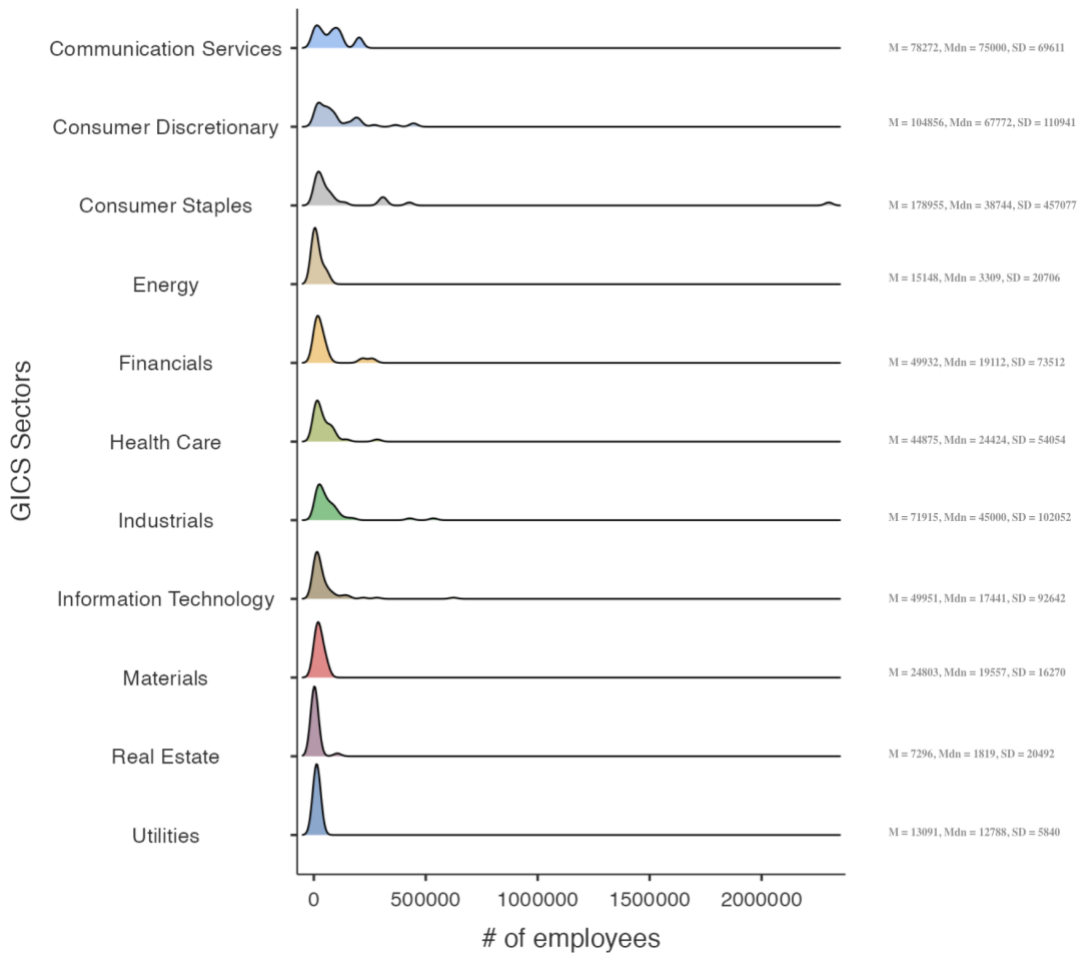 Communication Services M = 78272, Mdn = 75000, SD = 69611
Consumer Discretionary M = 104856, Mdn = 67772, SD = 110941
Consumer Staples M = 178955, Mdn = 38744, SD = 457077
Energy M = 15148, Mdn = 3309, SD = 20706
Financials M = 49932, Mdn = 19112, SD = 73512
Health Care M = 44875, Mdn = 24424, SD = 54054
Industrials M = 71915, Mdn = 45000, SD = 102052
Information Technology M = 49951, Mdn = 17441, SD = 92642
Materials M = 24803, Mdn = 19557, SD = 16270
Real Estate M = 7296, Mdn = 1819, SD = 20492
Utilities M = 13091, Mdn = 12788, SD = 5840
GICS Sectors
0 500000 1000000 1500000 2000000
# of employees